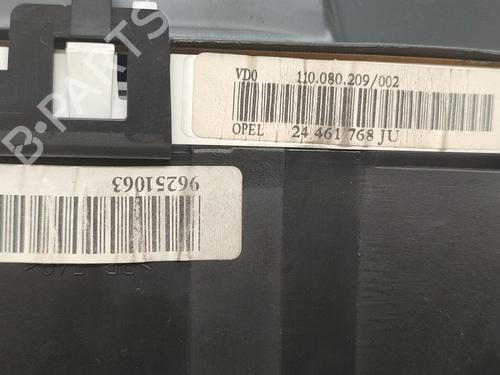 VDO 110.080.209/002
OPEL 24 461 768 JU
96251063
B-PARTS